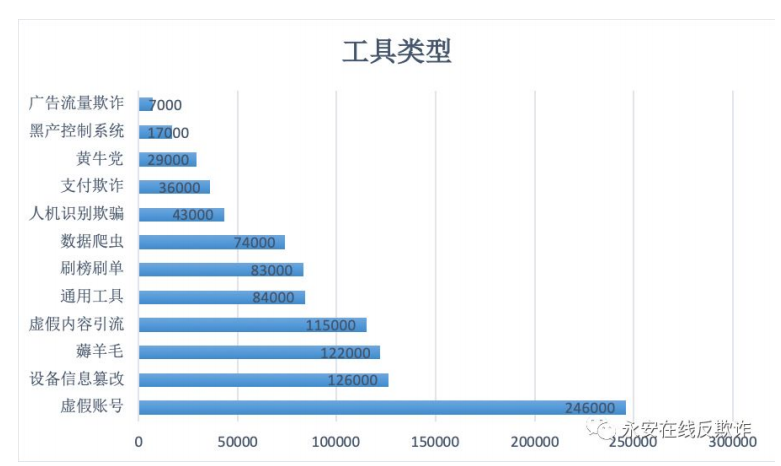 工具类型
广告流量欺诈 7000
黑产控制系统 17000
黄牛党 29000
支付欺诈 36000
人机识别欺骗 43000
数据爬虫 74000
刷榜刷单 83000
通用工具 84000
虚假内容引流 115000
薅羊毛 122000
设备信息篡改 126000
虚假账号 246000
永安在线反欺诈
0 50000 100000 150000 200000 250000 300000